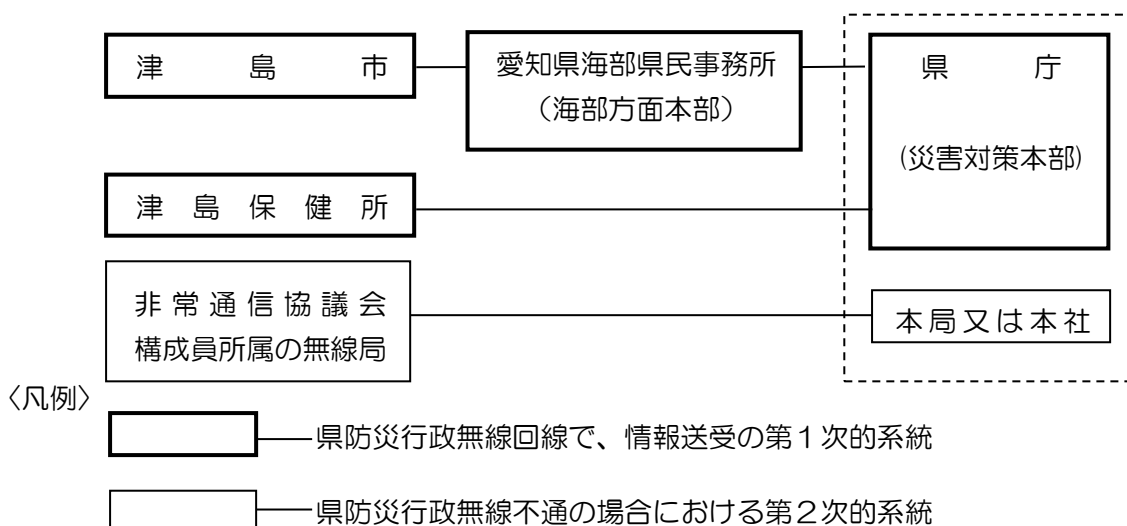 津島市
愛知県海部県民事務所
（海部方面本部）
県庁
(災害対策本部)
津島保健所
非常通信協議会
構成員所属の無線局
本局又は本社
〈凡例〉
県防災行政無線回線で、情報送受の第１次的系統
県防災行政無線不通の場合における第２次的系統